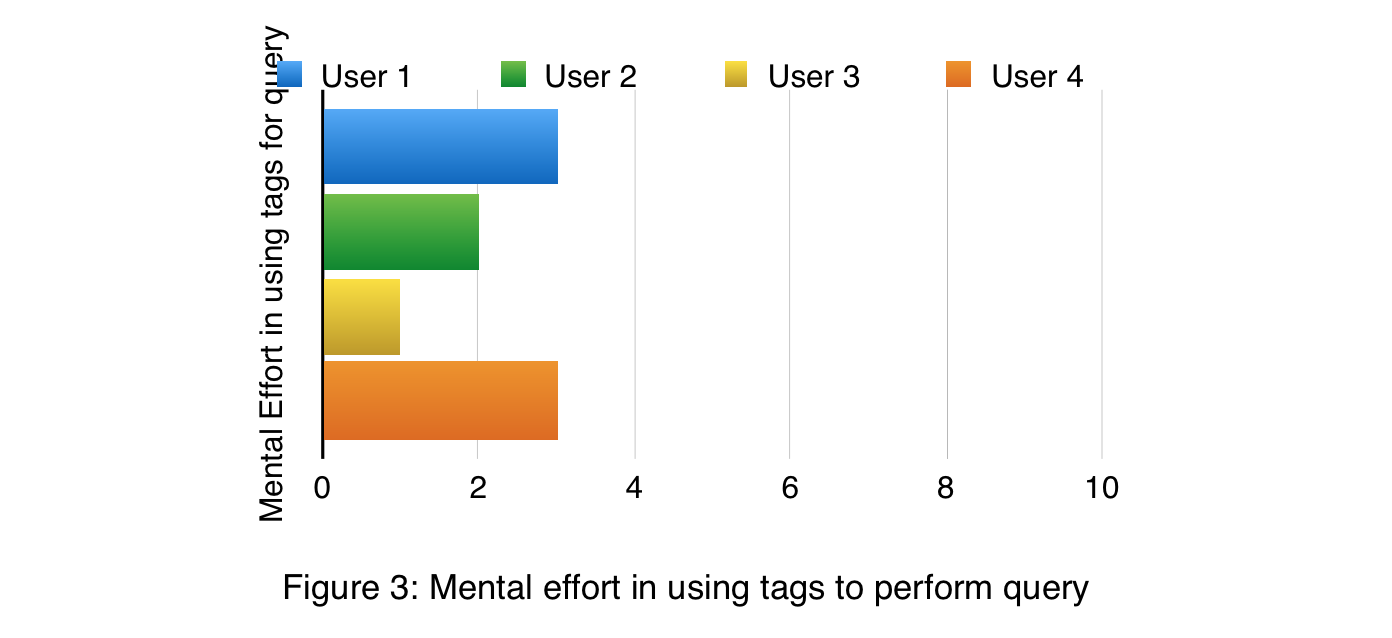 Mental Effort in using tags for query
User 1 User 2 User 3 User 4
0 2 4 6 8 10
Figure 3: Mental effort in using tags to perform query